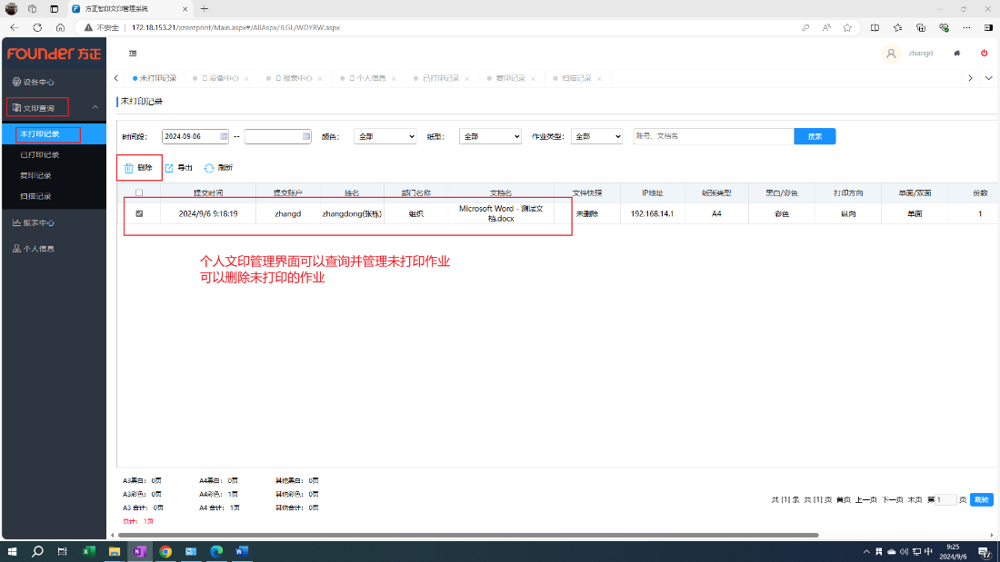 方正智印文印管理系统
不安全 172.18.153.21/xzentprint/Main.aspx#/AllAspx/JLGL/WDYRW.aspx
FOUNDER 方正
zhangd
设备中心
文印查询
未打印记录
已打印记录
复印记录
扫描记录
报表中心
个人信息
未打印记录 设备中心 报表中心 个人信息 已打印记录 复印记录 扫描记录
未打印记录
时间段： 2024-09-06 -- 颜色： 全部 纸型： 全部 作业类型： 全部 账号、文档名 搜索
删除 导出 刷新
提交时间 提交账户 姓名 部门名称 文档名 文件快照 IP地址 纸张类型 黑白/彩色 打印方向 单面/双面 份数
2024/9/6 9:18:19 zhangd zhangdong(张栋) 组织 Microsoft Word - 测试文 未删除 192.168.14.1 A4 彩色 纵向 单面 1
档.docx
个人文印管理界面可以查询并管理未打印作业
可以删除未打印的作业
A3黑白： 0页 A4黑白： 0页 其他黑白： 0页
A3彩色： 0页 A4彩色： 1页 其他彩色： 0页
A3 合计： 0页 A4 合计： 1页 其他合计： 0页
总计： 1页
共 [1] 条 共 [1] 页 首页 上一页 下一页 末页 第 1 页 跳转
中 9:25
2024/9/6